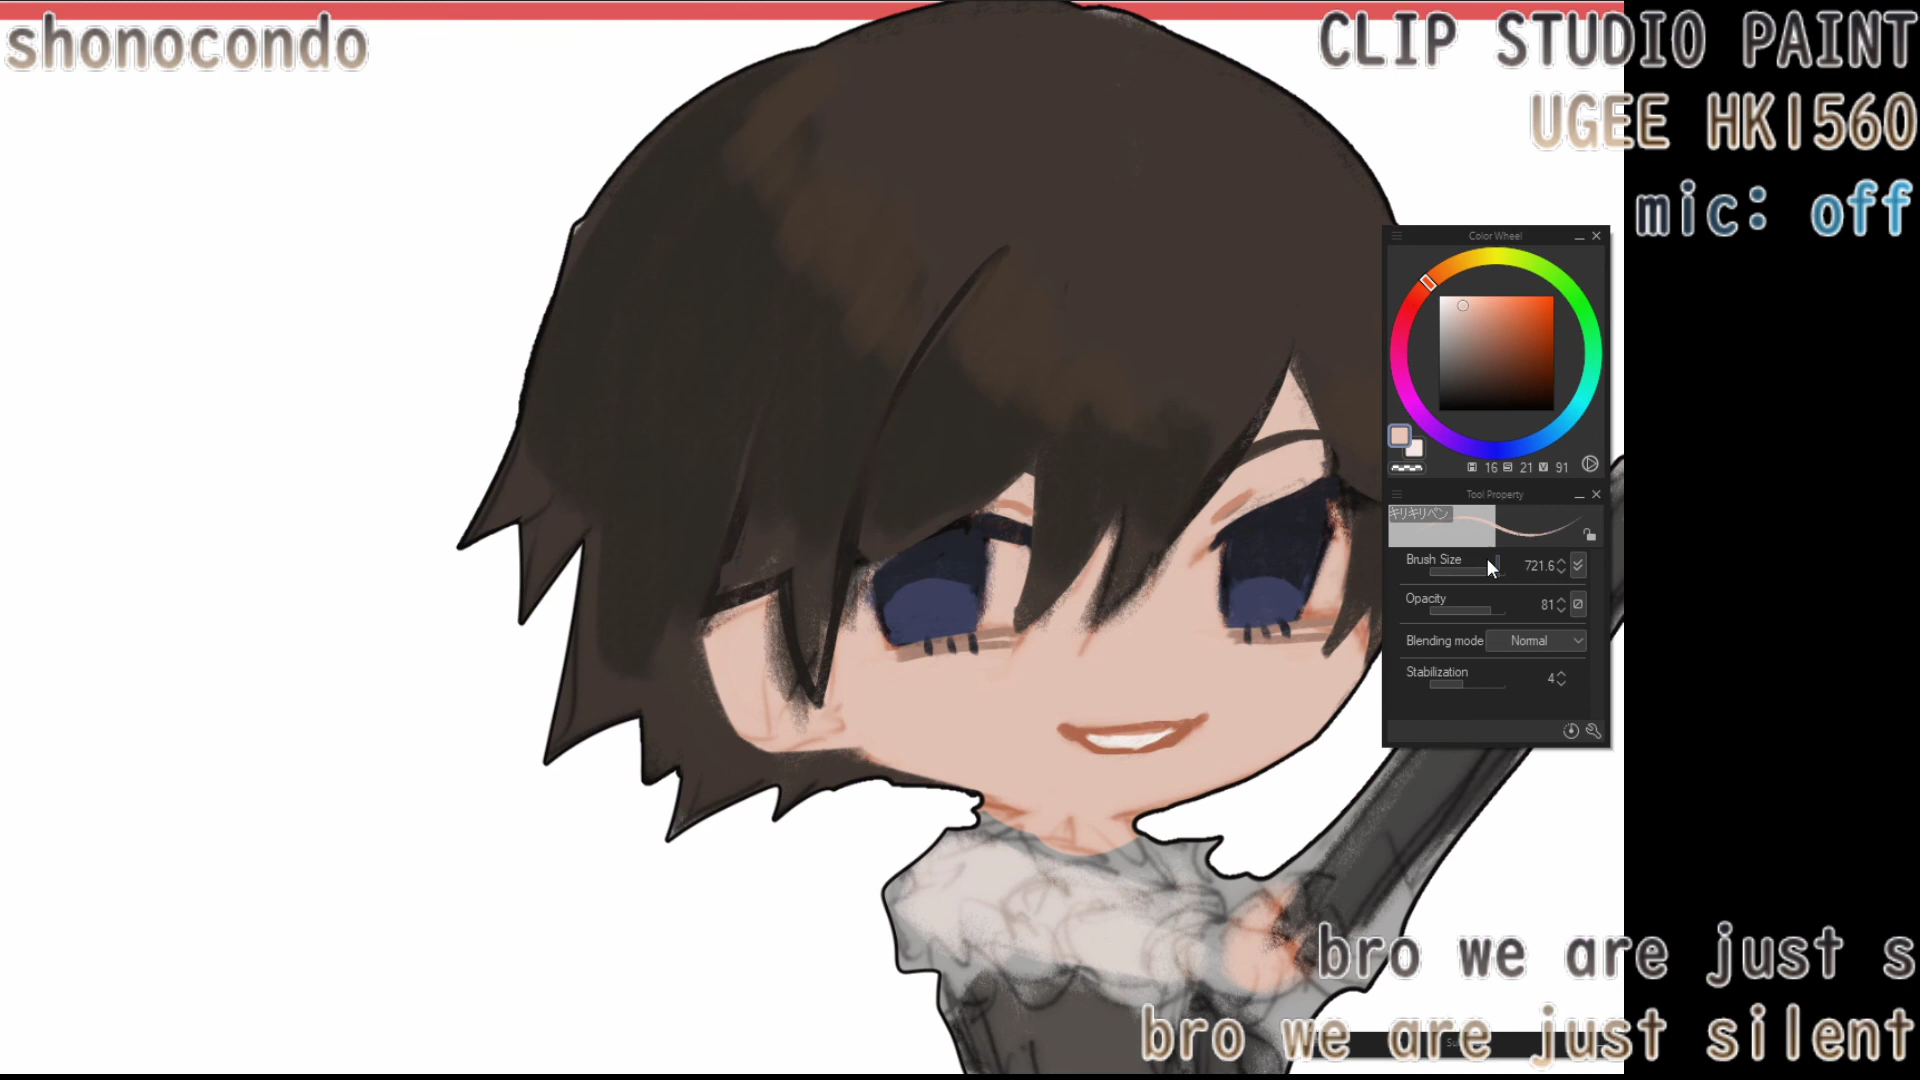 shonocondo
CLIP STUDIO PAINT
UGEE HK1560
mic: off
Color Wheel
H 16 S 21 V 91
Tool Property
キリキリペン
Brush Size 721.6
Opacity 81
Blending mode Normal
Stabilization 4
bro we are just s
bro we are just silent